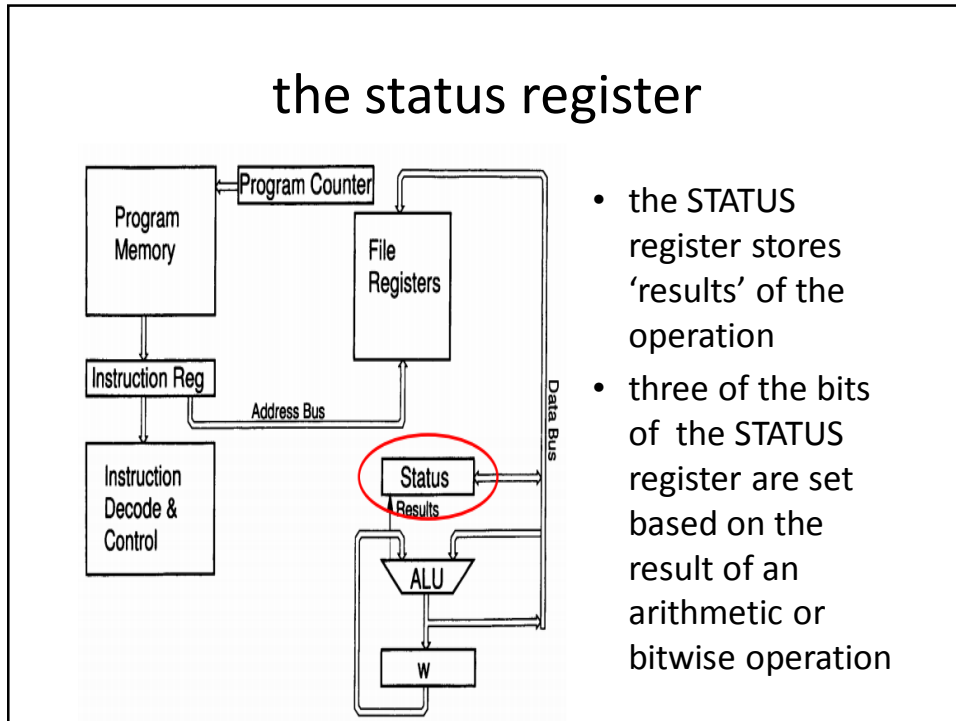 the status register
Program Counter
Program
Memory
File
Registers
Instruction Reg
Address Bus
Data Bus
Instruction
Decode &
Control
Status
Results
ALU
W
• the STATUS
register stores
‘results’ of the
operation
• three of the bits
of the STATUS
register are set
based on the
result of an
arithmetic or
bitwise operation